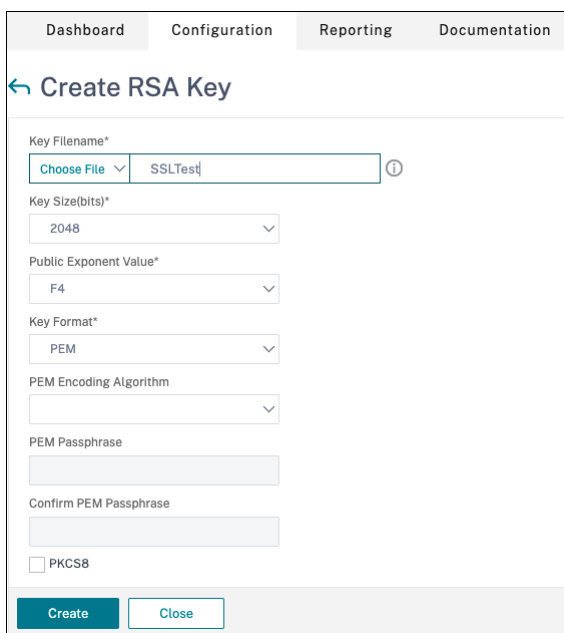 Dashboard Configuration Reporting Documentation
Create RSA Key
Key Filename*
Choose File SSLTest
Key Size(bits)*
2048
Public Exponent Value*
F4
Key Format*
PEM
PEM Encoding Algorithm
PEM Passphrase
Confirm PEM Passphrase
PKCS8
Create Close